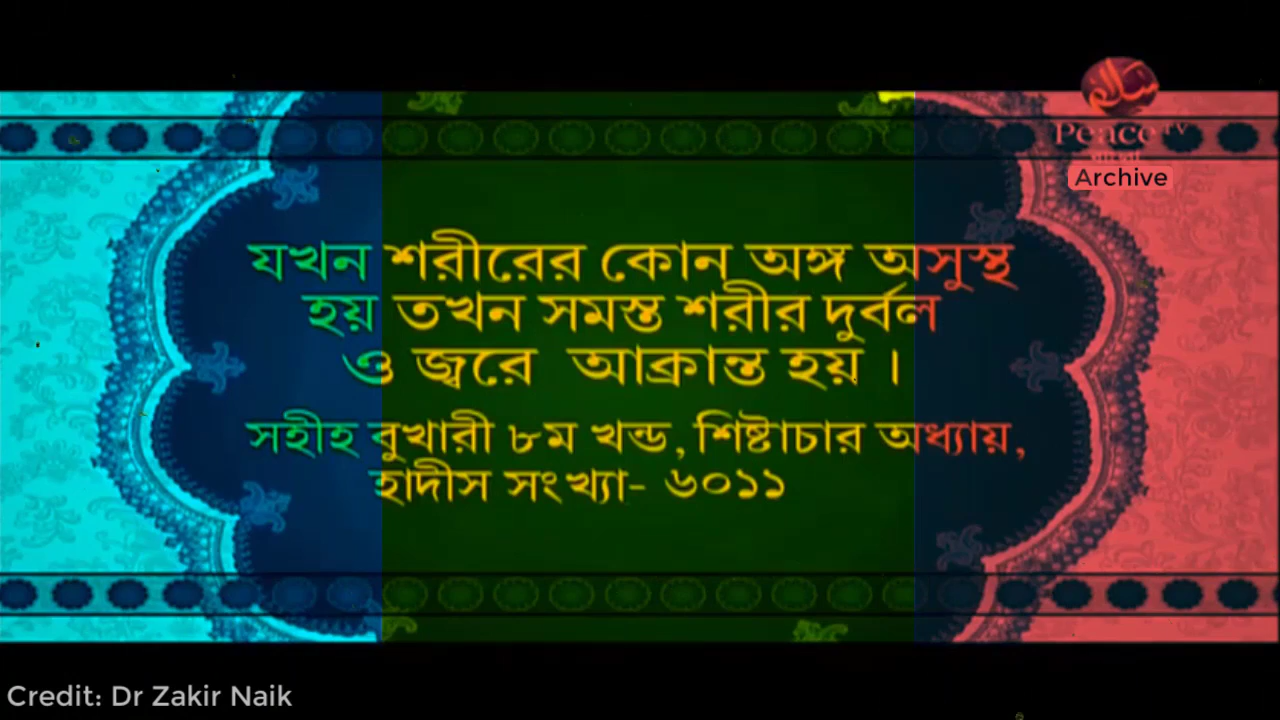 Peace TV
বাংলা
Archive
যখন শরীরের কোন অঙ্গ অসুস্থ
হয় তখন সমস্ত শরীর দুর্বল
ও জ্বরে আক্রান্ত হয় ।
সহীহ বুখারী ৮ম খন্ড, শিষ্টাচার অধ্যায়,
হাদীস সংখ্যা- ৬০১১
Credit: Dr Zakir Naik